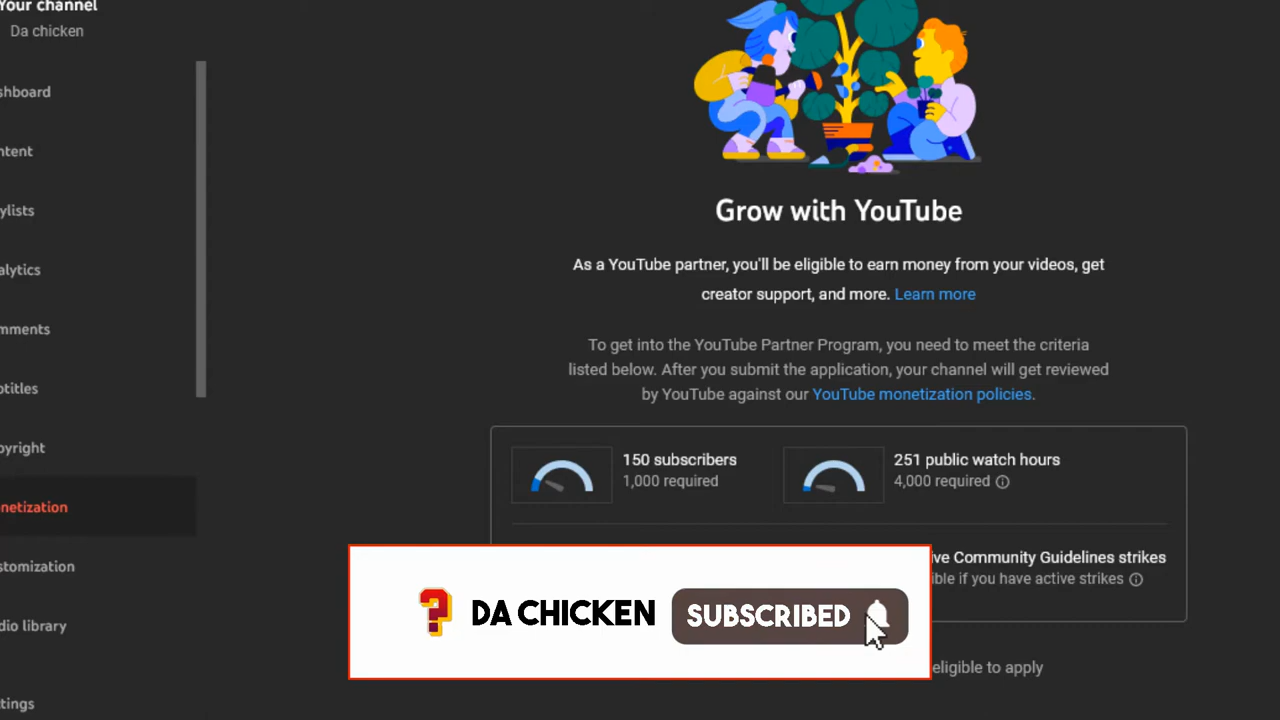 Your channel
Da chicken
shboard
ntent
ylists
alytics
mments
otitles
pyright
netization
stomization
dio library
tings
Grow with YouTube
As a YouTube partner, you'll be eligible to earn money from your videos, get
creator support, and more. Learn more
To get into the YouTube Partner Program, you need to meet the criteria
listed below. After you submit the application, your channel will get reviewed
by YouTube against our YouTube monetization policies.
150 subscribers
1,000 required
251 public watch hours
4,000 required
ve Community Guidelines strikes
ible if you have active strikes
? DA CHICKEN SUBSCRIBED
eligible to apply